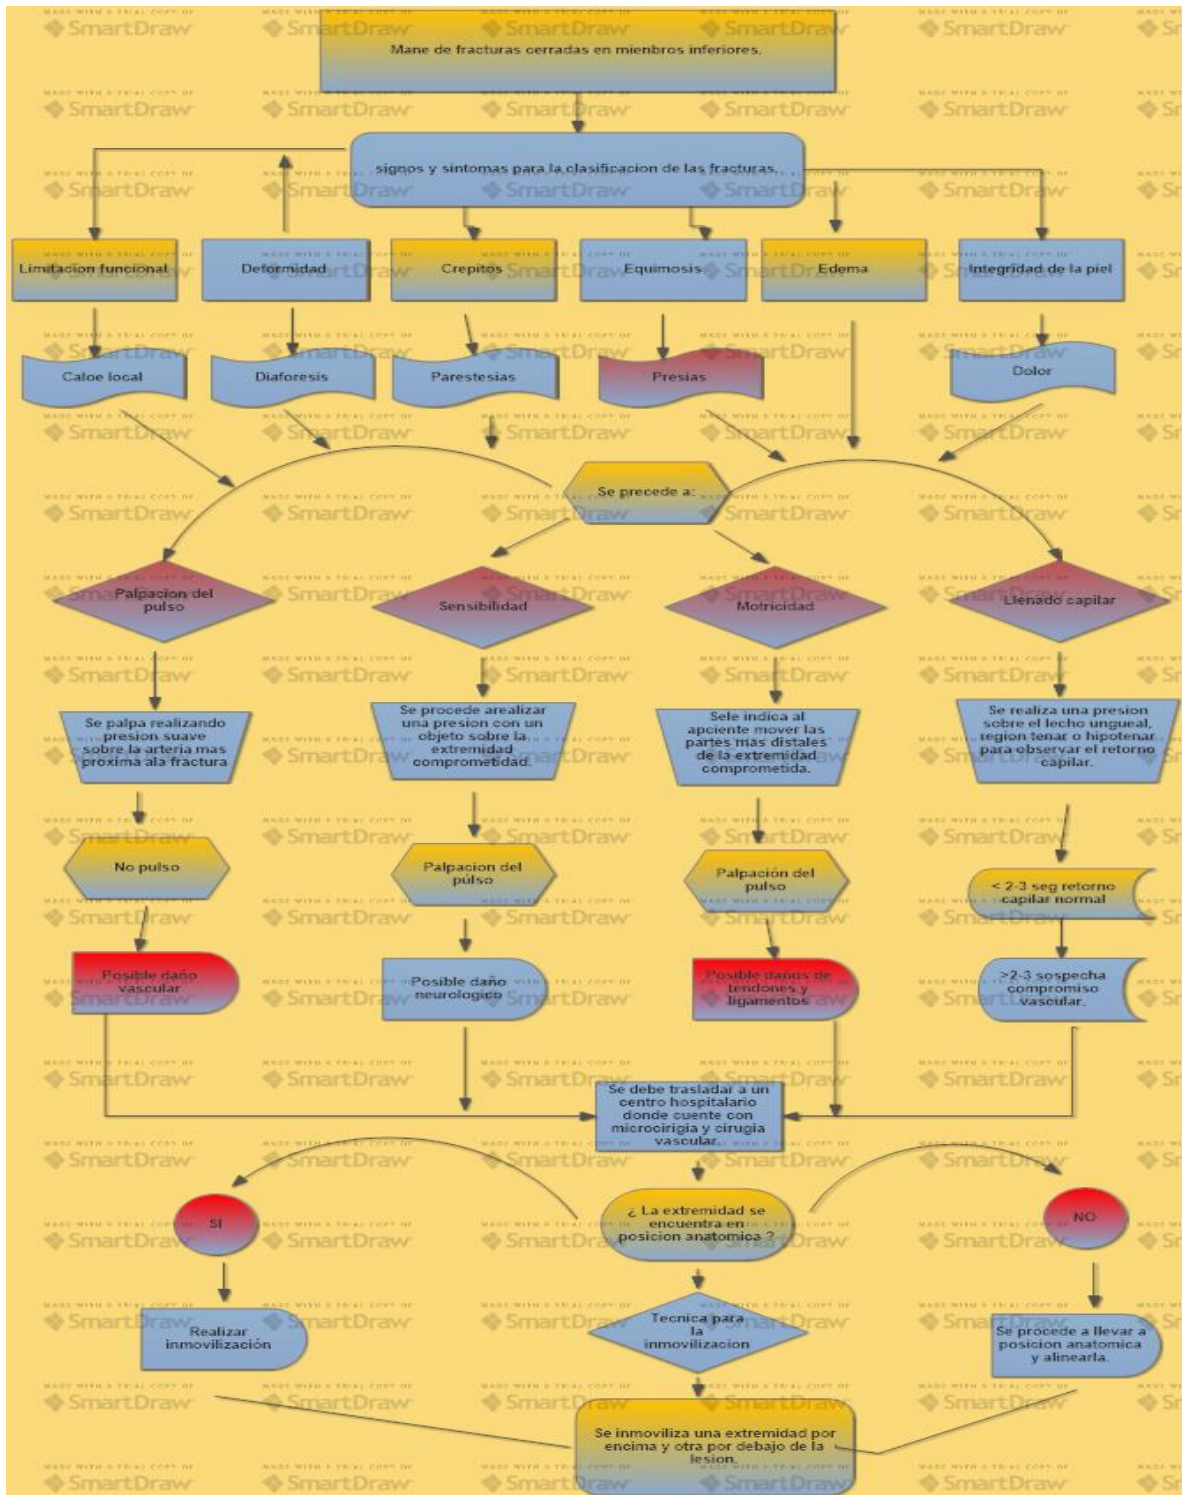 Mane de fracturas cerradas en mienbros inferiores.
signos y sintomas para la clasificacion de las fracturas.
Limitacion funcional
Deformidad
Crepitos
Equimosis
Edema
Integridad de la piel
Caloe local
Diaforesis
Parestesias
Presias
Dolor
Se precede a:
Palpacion del
pulso
Sensibilidad
Motricidad
Llenado capilar
Se palpa realizando
presion suave
sobre la arteria mas
proxima ala fractura
Se procede arealizar
una presion con un
objeto sobre la
extremidad
comprometidad.
Sele indica al
apciente mover las
partes mas distales
de la extremidad
comprometida.
Se realiza una presion
sobre el lecho ungueal,
region tenar o hipotenar
para observar el retorno
capilar.
No pulso
Palpacion del
púlso
Palpación del
pulso
< 2-3 seg retorno
capilar normal
Posible daño
vascular
Posible daño
neurologico
Posible daños de
tendones y
ligamentos
>2-3 sospecha
compromiso
vascular.
Se debe trasladar a un
centro hospitalario
donde cuente con
microcirigia y cirugia
vascular.
SI
¿ La extremidad se
encuentra en
posicion anatomica ?
NO
Realizar
inmovilización
Tecnica para
la
inmovilizacion
Se procede a llevar a
posicion anatomica
y alinearla.
Se inmoviliza una extremidad por
encima y otra por debajo de la
lesion.
MADE WITH A TRIAL COPY OF
SmartDraw